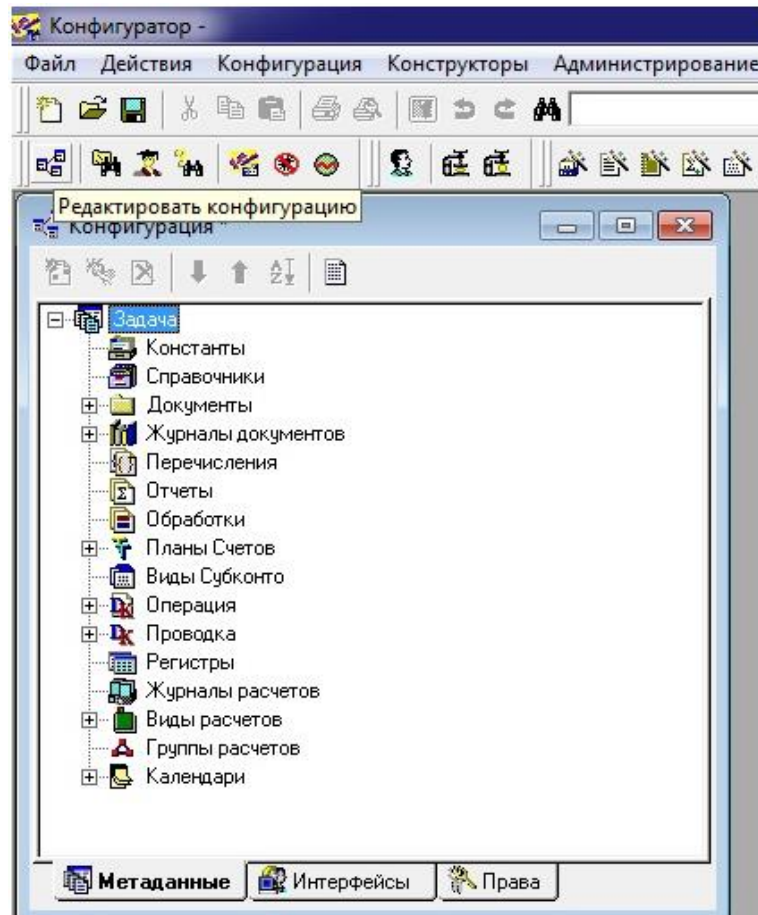 Конфигуратор -
Файл Действия Конфигурация Конструкторы Администрирование
Редактировать конфигурацию
Конфигурация *
Задача
Константы
Справочники
Документы
Журналы документов
Перечисления
Отчеты
Обработки
Планы Счетов
Виды Субконто
Операция
Проводка
Регистры
Журналы расчетов
Виды расчетов
Группы расчетов
Календари
Метаданные Интерфейсы Права